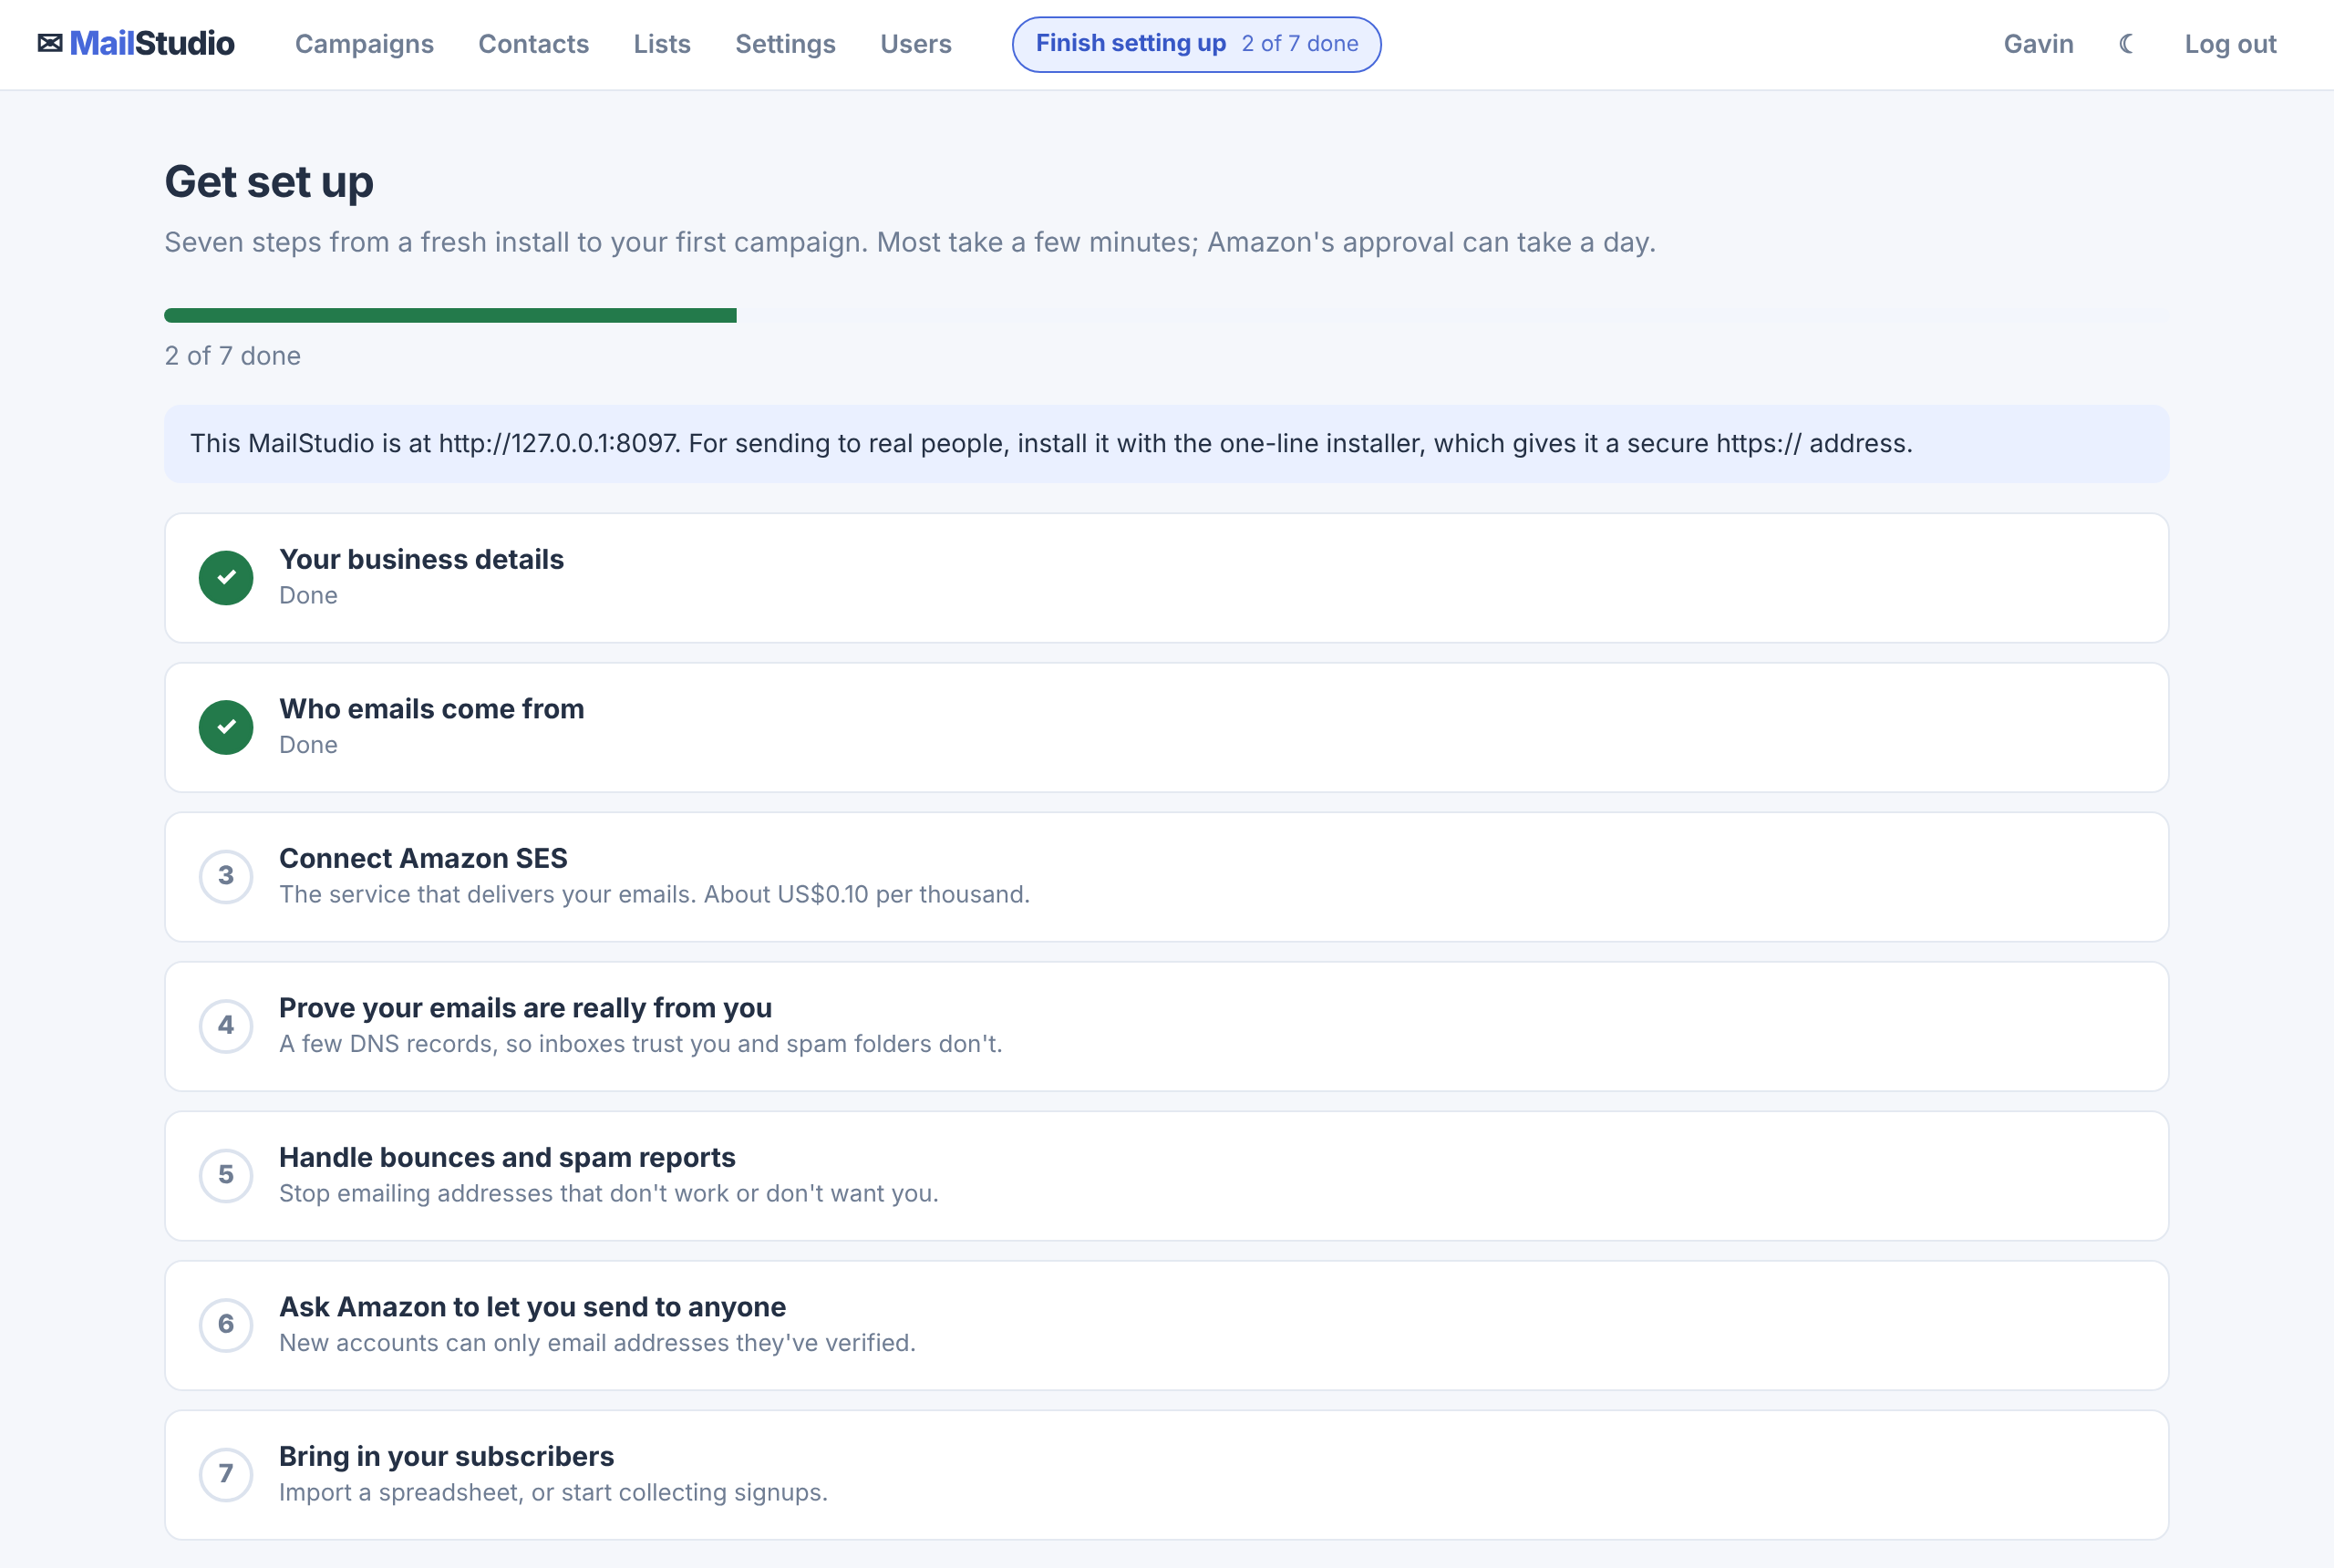 ✉ MailStudio Campaigns Contacts Lists Settings Users Finish setting up 2 of 7 done Gavin ☾ Log out
Get set up
Seven steps from a fresh install to your first campaign. Most take a few minutes; Amazon's approval can take a day.
2 of 7 done
This MailStudio is at http://127.0.0.1:8097. For sending to real people, install it with the one-line installer, which gives it a secure https:// address.
✓ Your business details
Done
✓ Who emails come from
Done
3 Connect Amazon SES
The service that delivers your emails. About US$0.10 per thousand.
4 Prove your emails are really from you
A few DNS records, so inboxes trust you and spam folders don't.
5 Handle bounces and spam reports
Stop emailing addresses that don't work or don't want you.
6 Ask Amazon to let you send to anyone
New accounts can only email addresses they've verified.
7 Bring in your subscribers
Import a spreadsheet, or start collecting signups.